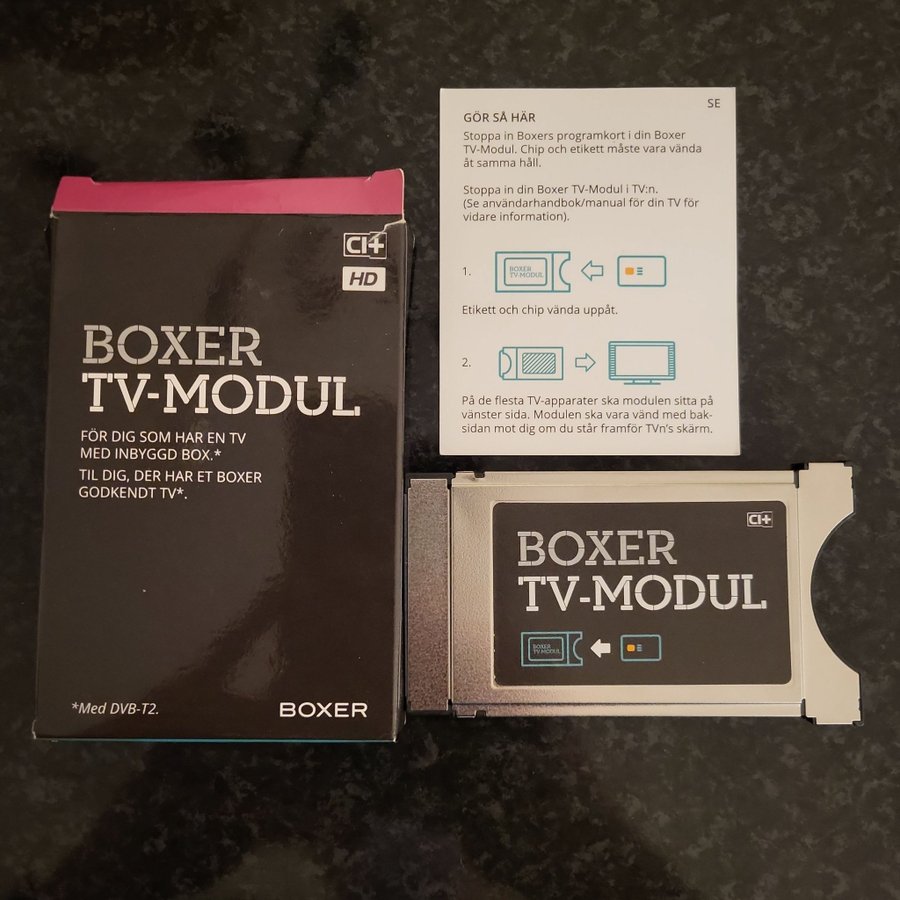 CI+
HD
BOXER
TV-MODUL
FÖR DIG SOM HAR EN TV
MED INBYGGD BOX.*
TIL DIG, DER HAR ET BOXER
GODKENDT TV*.
*Med DVB-T2.
BOXER
SE
GÖR SÅ HÄR
Stoppa in Boxers programkort i din Boxer
TV-Modul. Chip och etikett måste vara vända
åt samma håll.
Stoppa in din Boxer TV-Modul i TV:n.
(Se användarhandbok/manual för din TV för
vidare information).
1.
BOXER
TV-MODUL
Etikett och chip vända uppåt.
2.
På de flesta TV-apparater ska modulen sitta på
vänster sida. Modulen ska vara vänd med bak-
sidan mot dig om du står framför TVn's skärm.
CI+
BOXER
TV-MODUL
BOXER
TV-MODUL